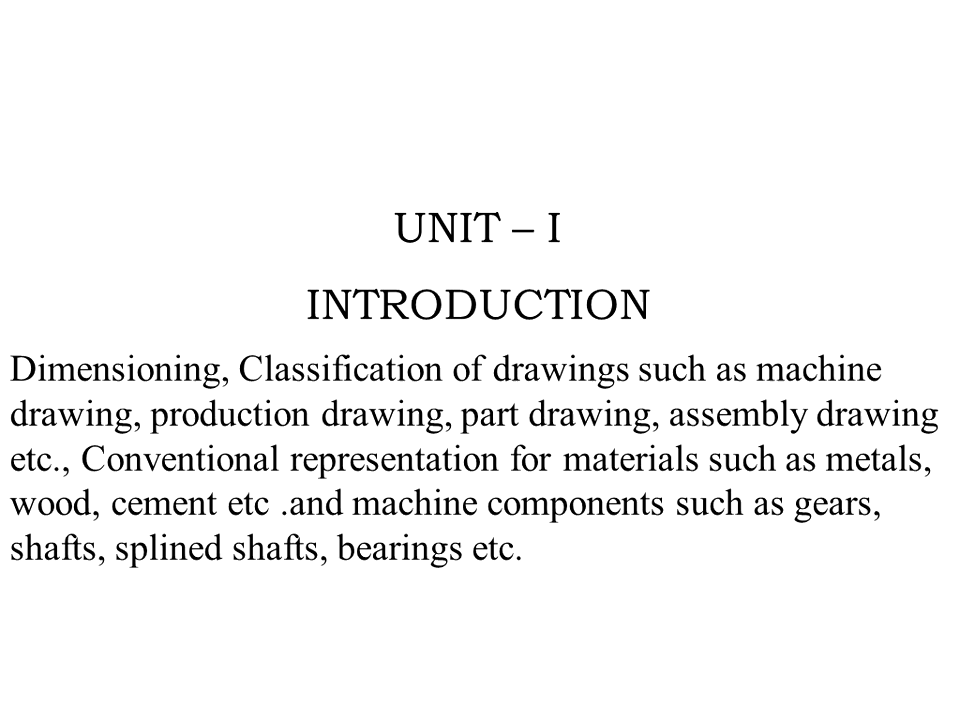 UNIT – I
INTRODUCTION
Dimensioning, Classification of drawings such as machine
drawing, production drawing, part drawing, assembly drawing
etc., Conventional representation for materials such as metals,
wood, cement etc .and machine components such as gears,
shafts, splined shafts, bearings etc.